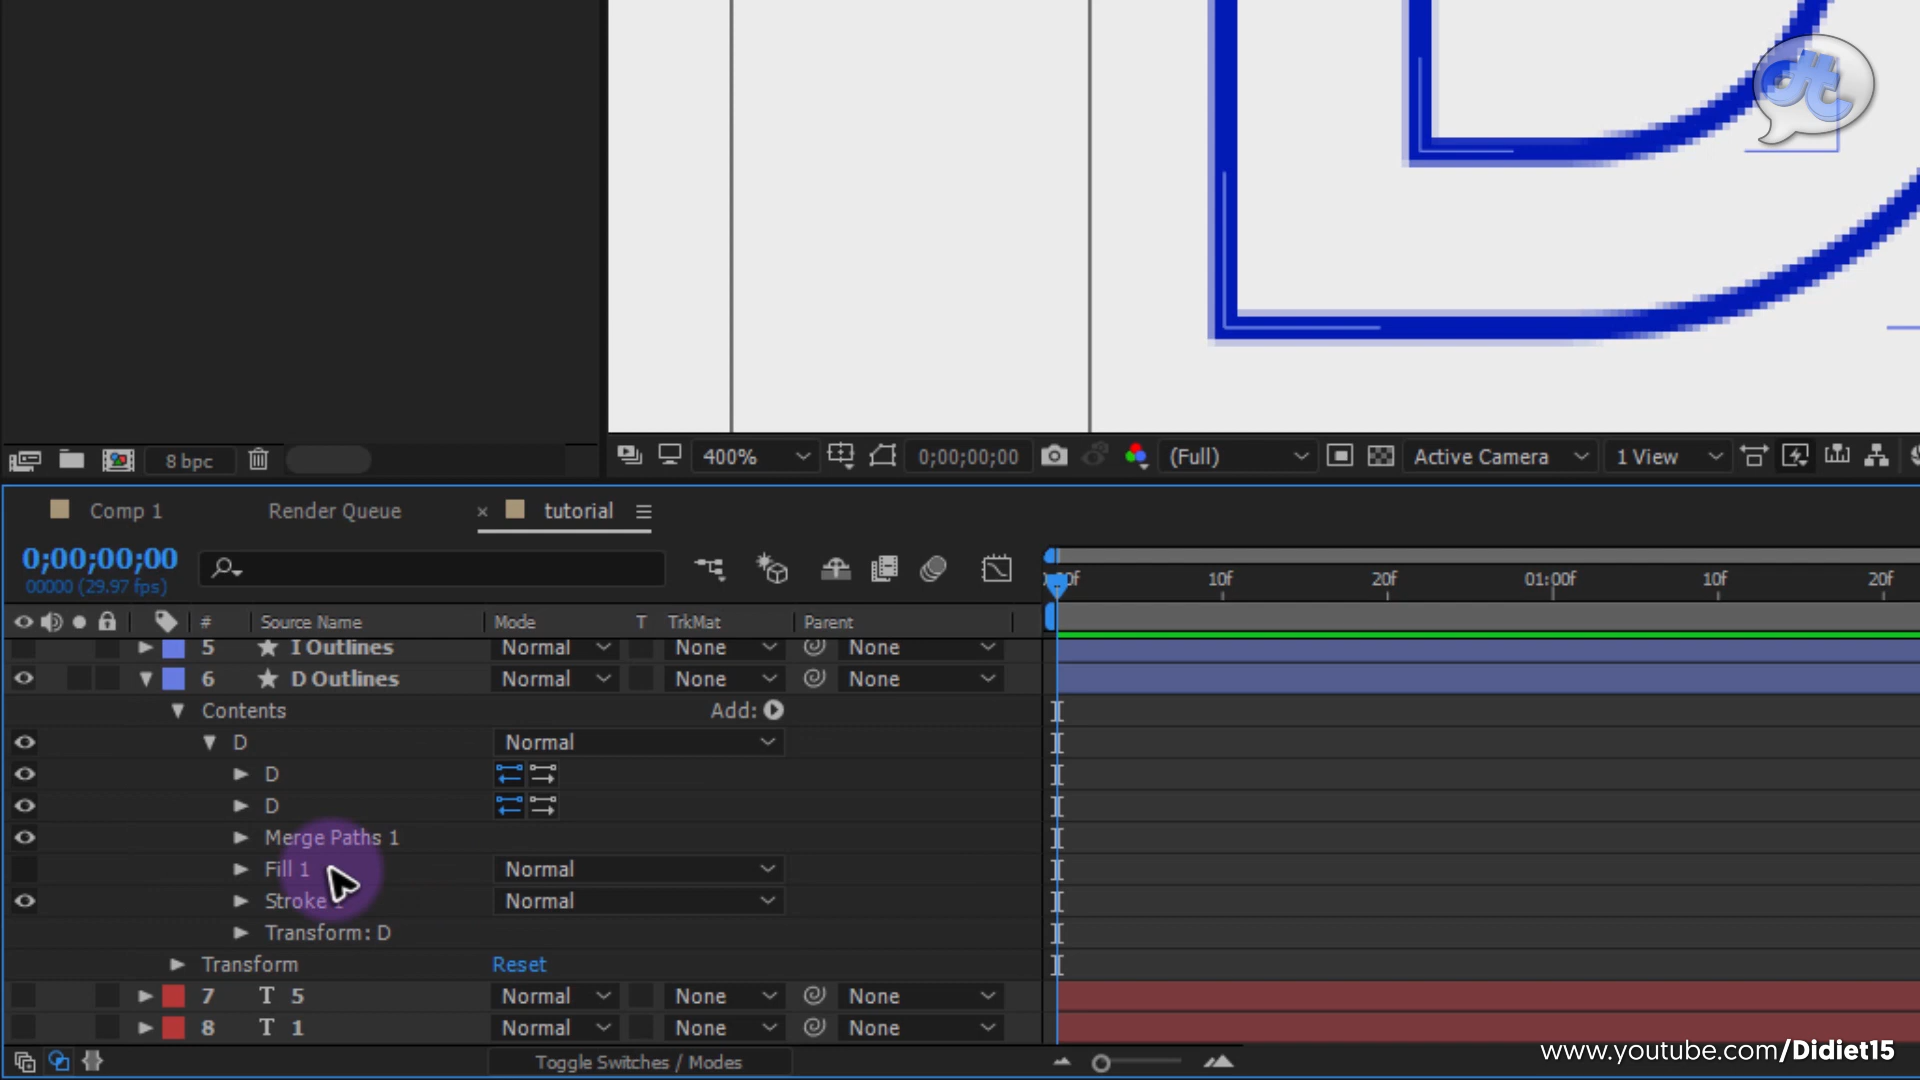 dt
8 bpc
400%
0;00;00;00
(Full)
Active Camera
1 View
Comp 1
Render Queue
× tutorial
0;00;00;00
00000 (29.97 fps)
10f
20f
01:00f
10f
20f
# Source Name Mode T TrkMat Parent
5 I Outlines Normal None None
6 D Outlines Normal None None
Contents Add:
D Normal
D
D
Merge Paths 1
Fill 1 Normal
Stroke 1 Normal
Transform: D
Transform Reset
7 T 5 Normal None None
8 T 1 Normal None None
Toggle Switches / Modes
www.youtube.com/Didiet15